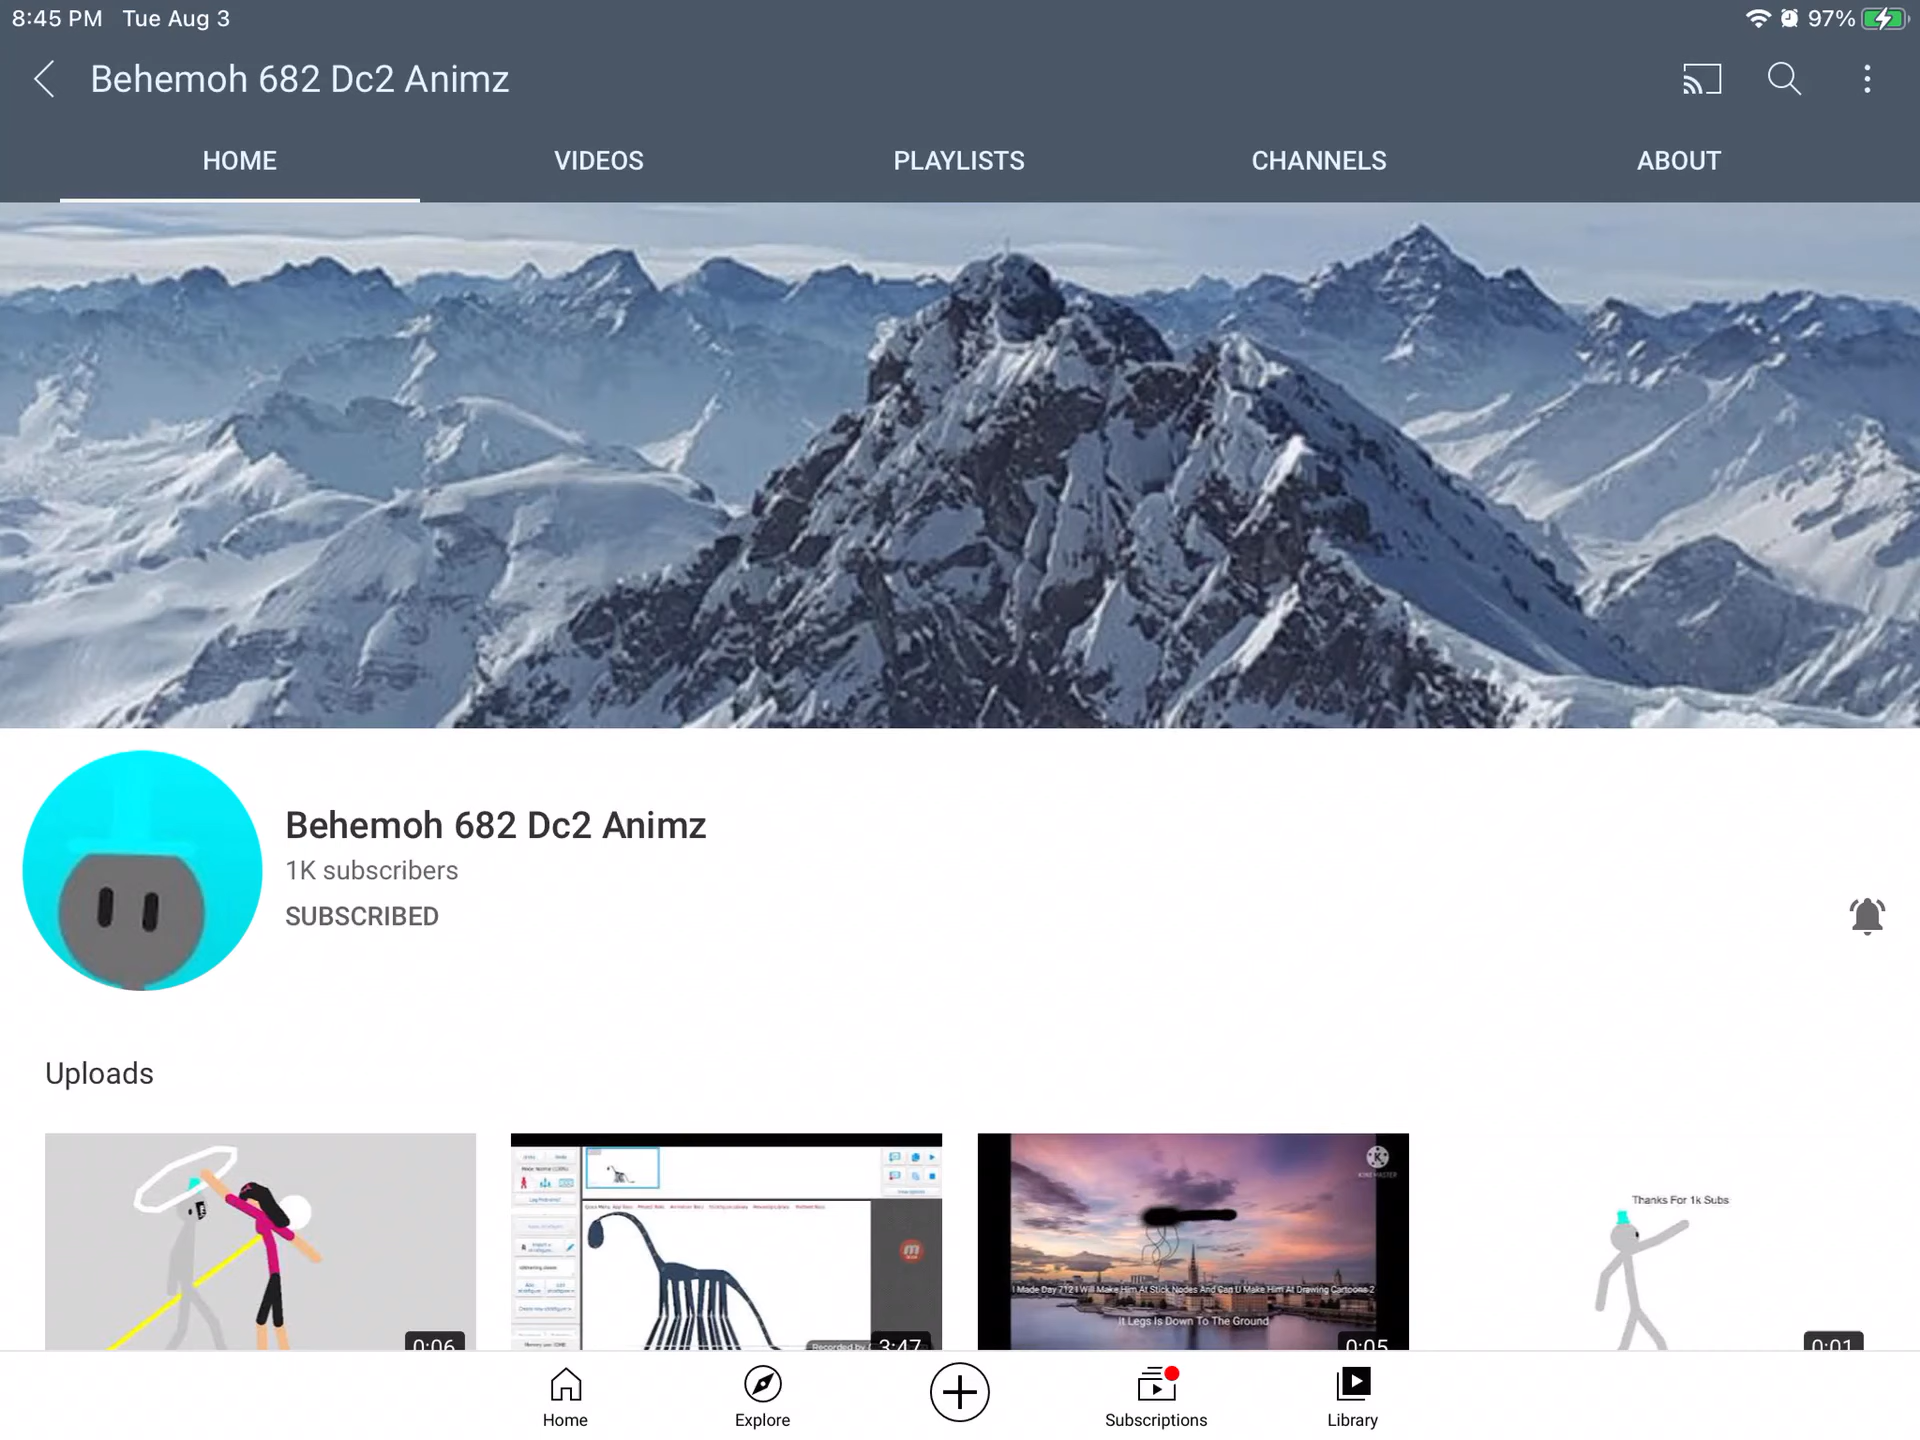 8:45 PM Tue Aug 3
97%
Behemoh 682 Dc2 Animz
HOME VIDEOS PLAYLISTS CHANNELS ABOUT
Behemoh 682 Dc2 Animz
1K subscribers
SUBSCRIBED
Uploads
0:06
3:47
Recorded by
KINEMASTER
I Made Day 712 I Will Make Him At Stick Nodes And Can U Make Him At Drawing Cartoons 2
It Legs Is Down To The Ground
0:05
Thanks For 1k Subs
0:01
Home Explore Subscriptions Library